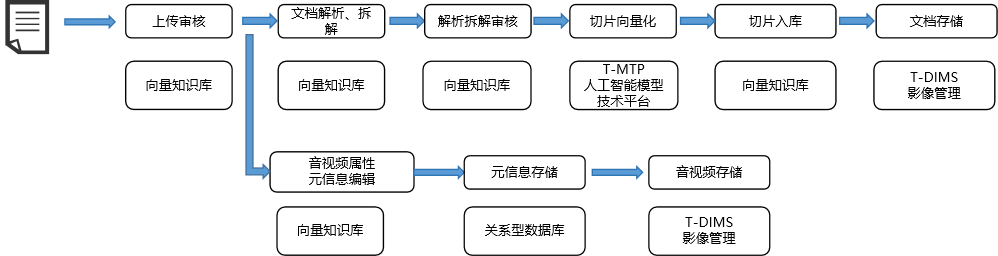 上传审核
文档解析、拆
解
解析拆解审核
切片向量化
切片入库
文档存储
向量知识库
向量知识库
向量知识库
T-MTP
人工智能模型
技术平台
向量知识库
T-DIMS
影像管理
音视频属性
元信息编辑
元信息存储
音视频存储
向量知识库
关系型数据库
T-DIMS
影像管理